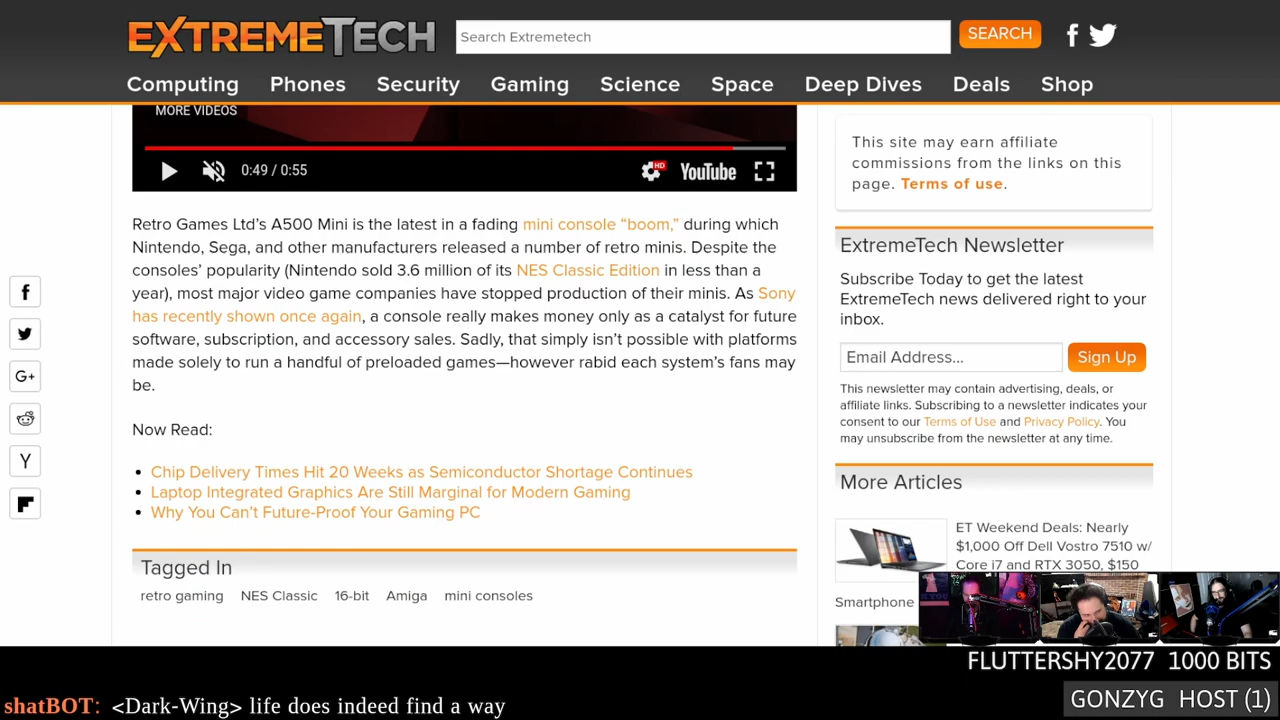 EXTREMETECH
Search Extremetech
SEARCH
Computing Phones Security Gaming Science Space Deep Dives Deals Shop
MORE VIDEOS
0:49 / 0:55
HD
YouTube
Retro Games Ltd's A500 Mini is the latest in a fading mini console “boom,” during which
Nintendo, Sega, and other manufacturers released a number of retro minis. Despite the
consoles’ popularity (Nintendo sold 3.6 million of its NES Classic Edition in less than a
year), most major video game companies have stopped production of their minis. As Sony
has recently shown once again, a console really makes money only as a catalyst for future
software, subscription, and accessory sales. Sadly, that simply isn’t possible with platforms
made solely to run a handful of preloaded games—however rabid each system’s fans may
be.
Now Read:
Chip Delivery Times Hit 20 Weeks as Semiconductor Shortage Continues
Laptop Integrated Graphics Are Still Marginal for Modern Gaming
Why You Can’t Future-Proof Your Gaming PC
Tagged In
retro gaming NES Classic 16-bit Amiga mini consoles
G+
Y
This site may earn affiliate
commissions from the links on this
page. Terms of use.
ExtremeTech Newsletter
Subscribe Today to get the latest
ExtremeTech news delivered right to your
inbox.
Email Address...
Sign Up
This newsletter may contain advertising, deals, or
affiliate links. Subscribing to a newsletter indicates your
consent to our Terms of Use and Privacy Policy. You
may unsubscribe from the newsletter at any time.
More Articles
ET Weekend Deals: Nearly
$1,000 Off Dell Vostro 7510 w/
Core i7 and RTX 3050, $150
Smartphone
FLUTTERSHY2077 1000 BITS
GONZYG HOST (1)
shatBOT: <Dark-Wing> life does indeed find a way